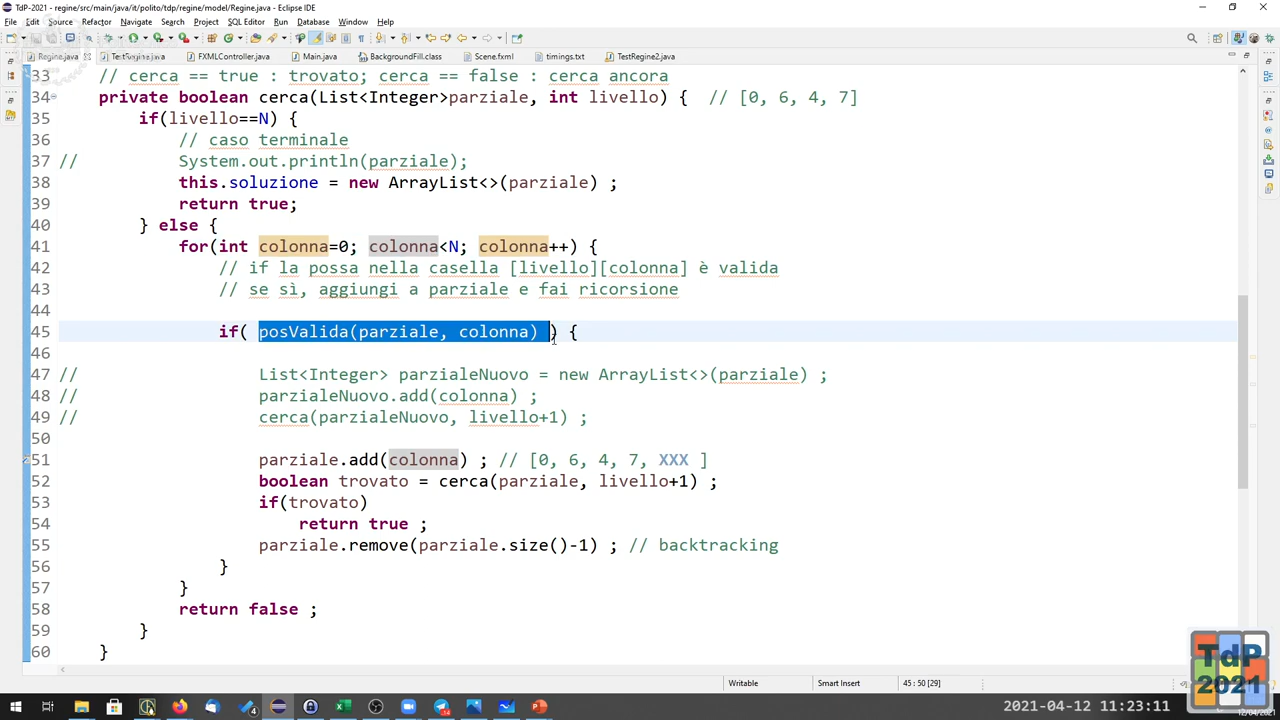 TdP-2021 - regine/src/main/java/it/polito/tdp/regine/model/Regine.java - Eclipse IDE
File Edit Source Refactor Navigate Search Project SQL Editor Run Database Window Help
Regine.java TestRegine.java FXMLController.java Main.java BackgroundFill.class Scene.fxml timings.txt TestRegine2.java
33 // cerca == true : trovato; cerca == false : cerca ancora
34 private boolean cerca(List<Integer>parziale, int livello) { // [0, 6, 4, 7]
35 if(livello==N) {
36 // caso terminale
37 // System.out.println(parziale);
38 this.soluzione = new ArrayList<>(parziale) ;
39 return true;
40 } else {
41 for(int colonna=0; colonna<N; colonna++) {
42 // if la possa nella casella [livello][colonna] è valida
43 // se sì, aggiungi a parziale e fai ricorsione
44
45 if( posValida(parziale, colonna) ) {
46
47 // List<Integer> parzialeNuovo = new ArrayList<>(parziale) ;
48 // parzialeNuovo.add(colonna) ;
49 // cerca(parzialeNuovo, livello+1) ;
50
51 parziale.add(colonna) ; // [0, 6, 4, 7, XXX ]
52 boolean trovato = cerca(parziale, livello+1) ;
53 if(trovato)
54 return true ;
55 parziale.remove(parziale.size()-1) ; // backtracking
56 }
57 }
58 return false ;
59 }
60 }
Writable Smart Insert 45 : 50 [29]
TdP
2021
2021-04-12 11:23:11
12/04/2021